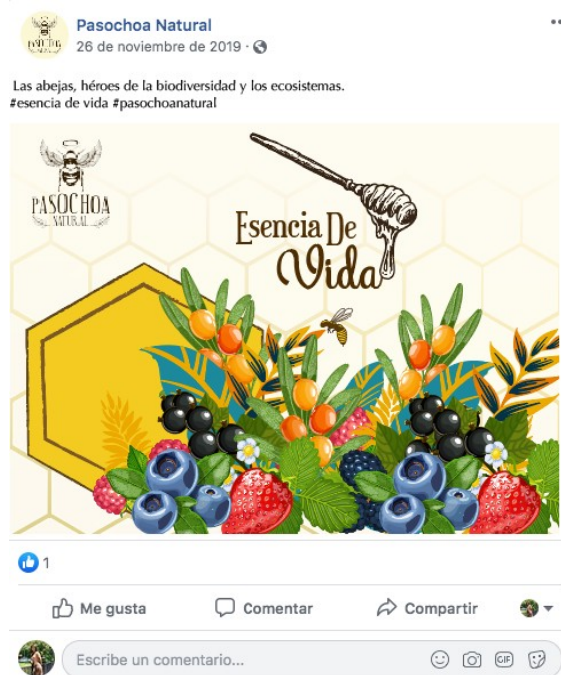 Pasochoa Natural
26 de noviembre de 2019 ·
Las abejas, héroes de la biodiversidad y los ecosistemas.
#esencia de vida #pasochoanatural
PASOCHOA
NATURAL
Esencia De
Vida
1
Me gusta
Comentar
Compartir
Escribe un comentario...
GIF